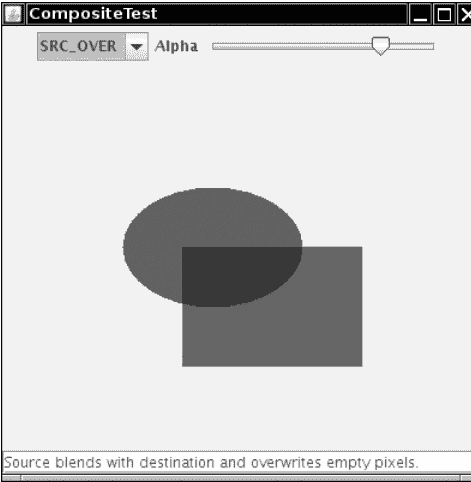 CompositeTest
SRC_OVER Alpha
Source blends with destination and overwrites empty pixels.